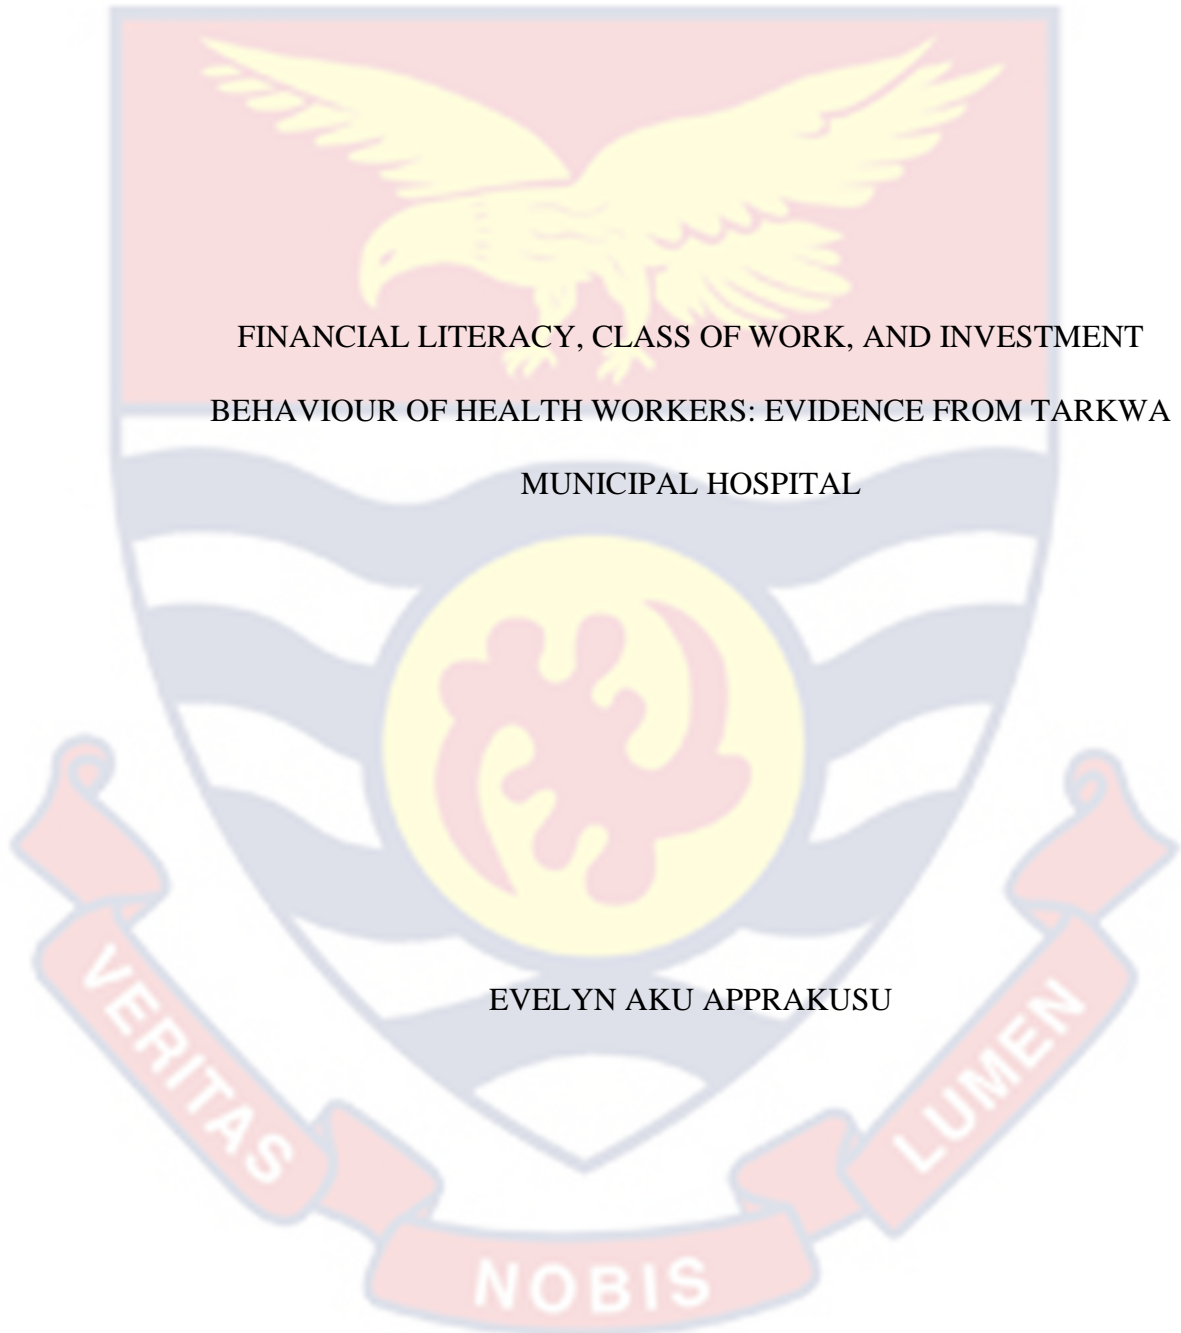 FINANCIAL LITERACY, CLASS OF WORK, AND INVESTMENT
BEHAVIOUR OF HEALTH WORKERS: EVIDENCE FROM TARKWA
MUNICIPAL HOSPITAL
EVELYN AKU APPRAKUSU
VERITAS
NOBIS
LUMEN